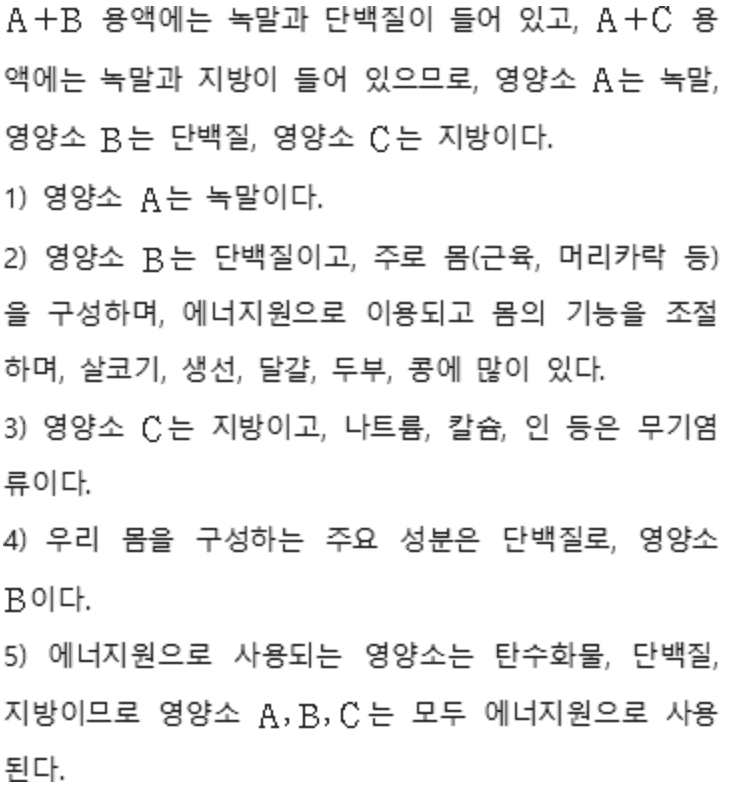 A+B 용액에는 녹말과 단백질이 들어 있고, A+C 용
액에는 녹말과 지방이 들어 있으므로, 영양소 A는 녹말,
영양소 B는 단백질, 영양소 C는 지방이다.
1) 영양소 A는 녹말이다.
2) 영양소 B는 단백질이고, 주로 몸(근육, 머리카락 등)
을 구성하며, 에너지원으로 이용되고 몸의 기능을 조절
하며, 살코기, 생선, 달걀, 두부, 콩에 많이 있다.
3) 영양소 C는 지방이고, 나트륨, 칼슘, 인 등은 무기염
류이다.
4) 우리 몸을 구성하는 주요 성분은 단백질로, 영양소
B이다.
5) 에너지원으로 사용되는 영양소는 탄수화물, 단백질,
지방이므로 영양소 A, B, C는 모두 에너지원으로 사용
된다.